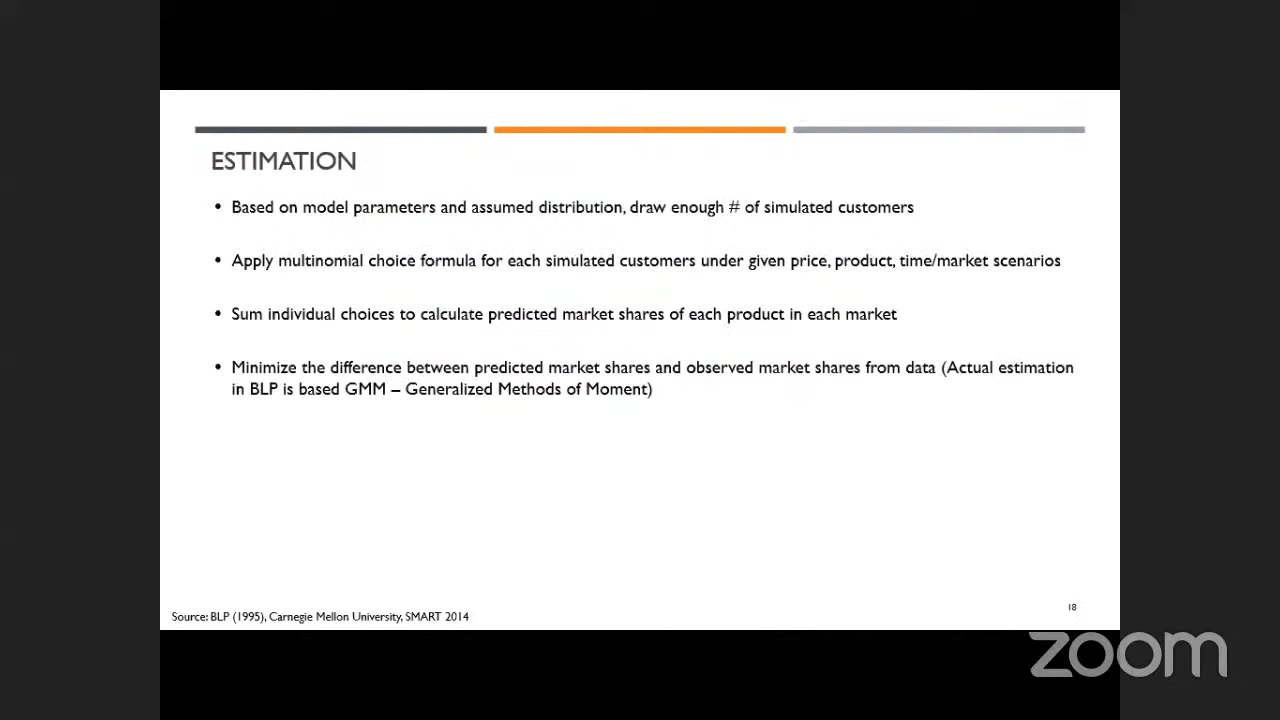 ESTIMATION
• Based on model parameters and assumed distribution, draw enough # of simulated customers
• Apply multinomial choice formula for each simulated customers under given price, product, time/market scenarios
• Sum individual choices to calculate predicted market shares of each product in each market
• Minimize the difference between predicted market shares and observed market shares from data (Actual estimation
in BLP is based GMM – Generalized Methods of Moment)
18
Source: BLP (1995), Carnegie Mellon University, SMART 2014
zoom